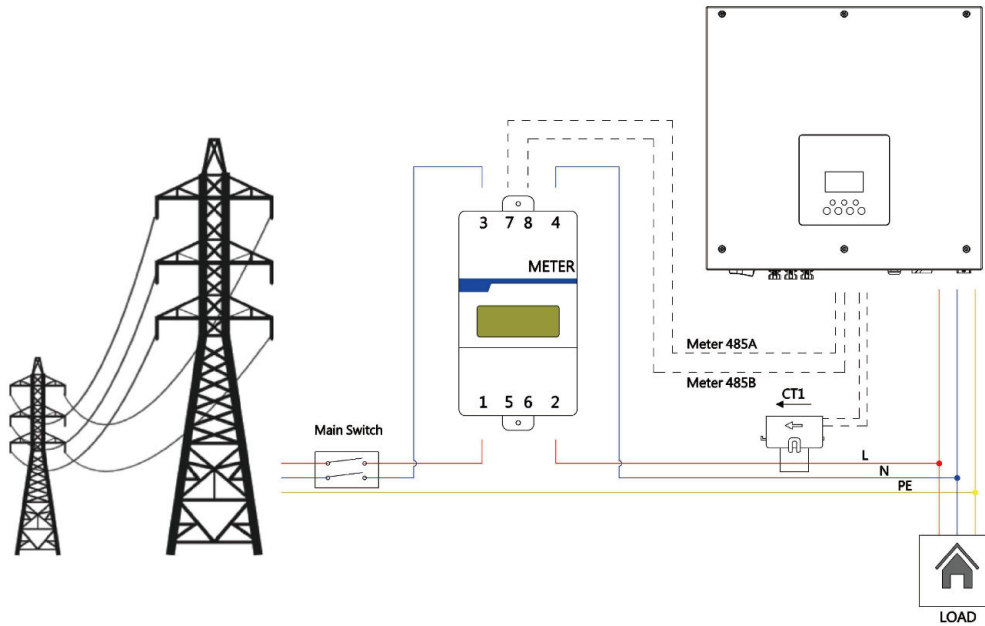 3 7 8 4
METER
Meter 485A
Meter 485B
1 5 6 2
CT1
Main Switch
L
N
PE
LOAD